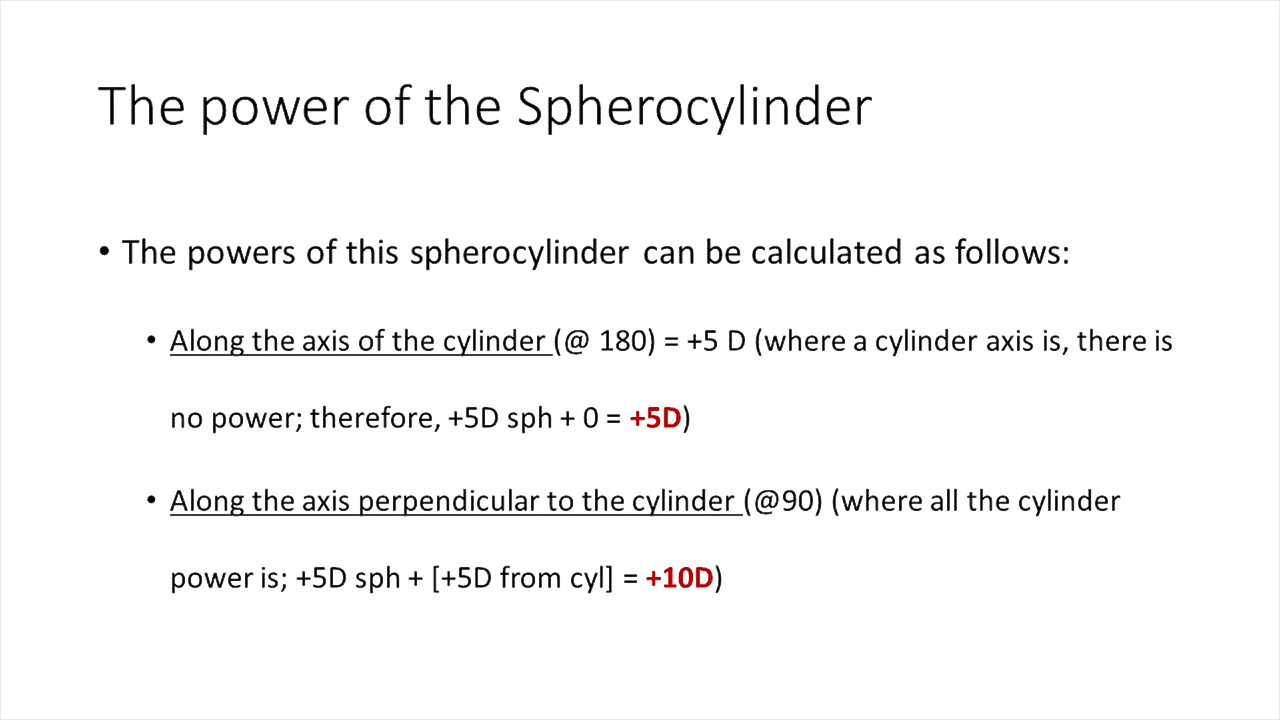 The power of the Spherocylinder
• The powers of this spherocylinder can be calculated as follows:
• Along the axis of the cylinder (@ 180) = +5 D (where a cylinder axis is, there is
no power; therefore, +5D sph + 0 = +5D)
• Along the axis perpendicular to the cylinder (@90) (where all the cylinder
power is; +5D sph + [+5D from cyl] = +10D)